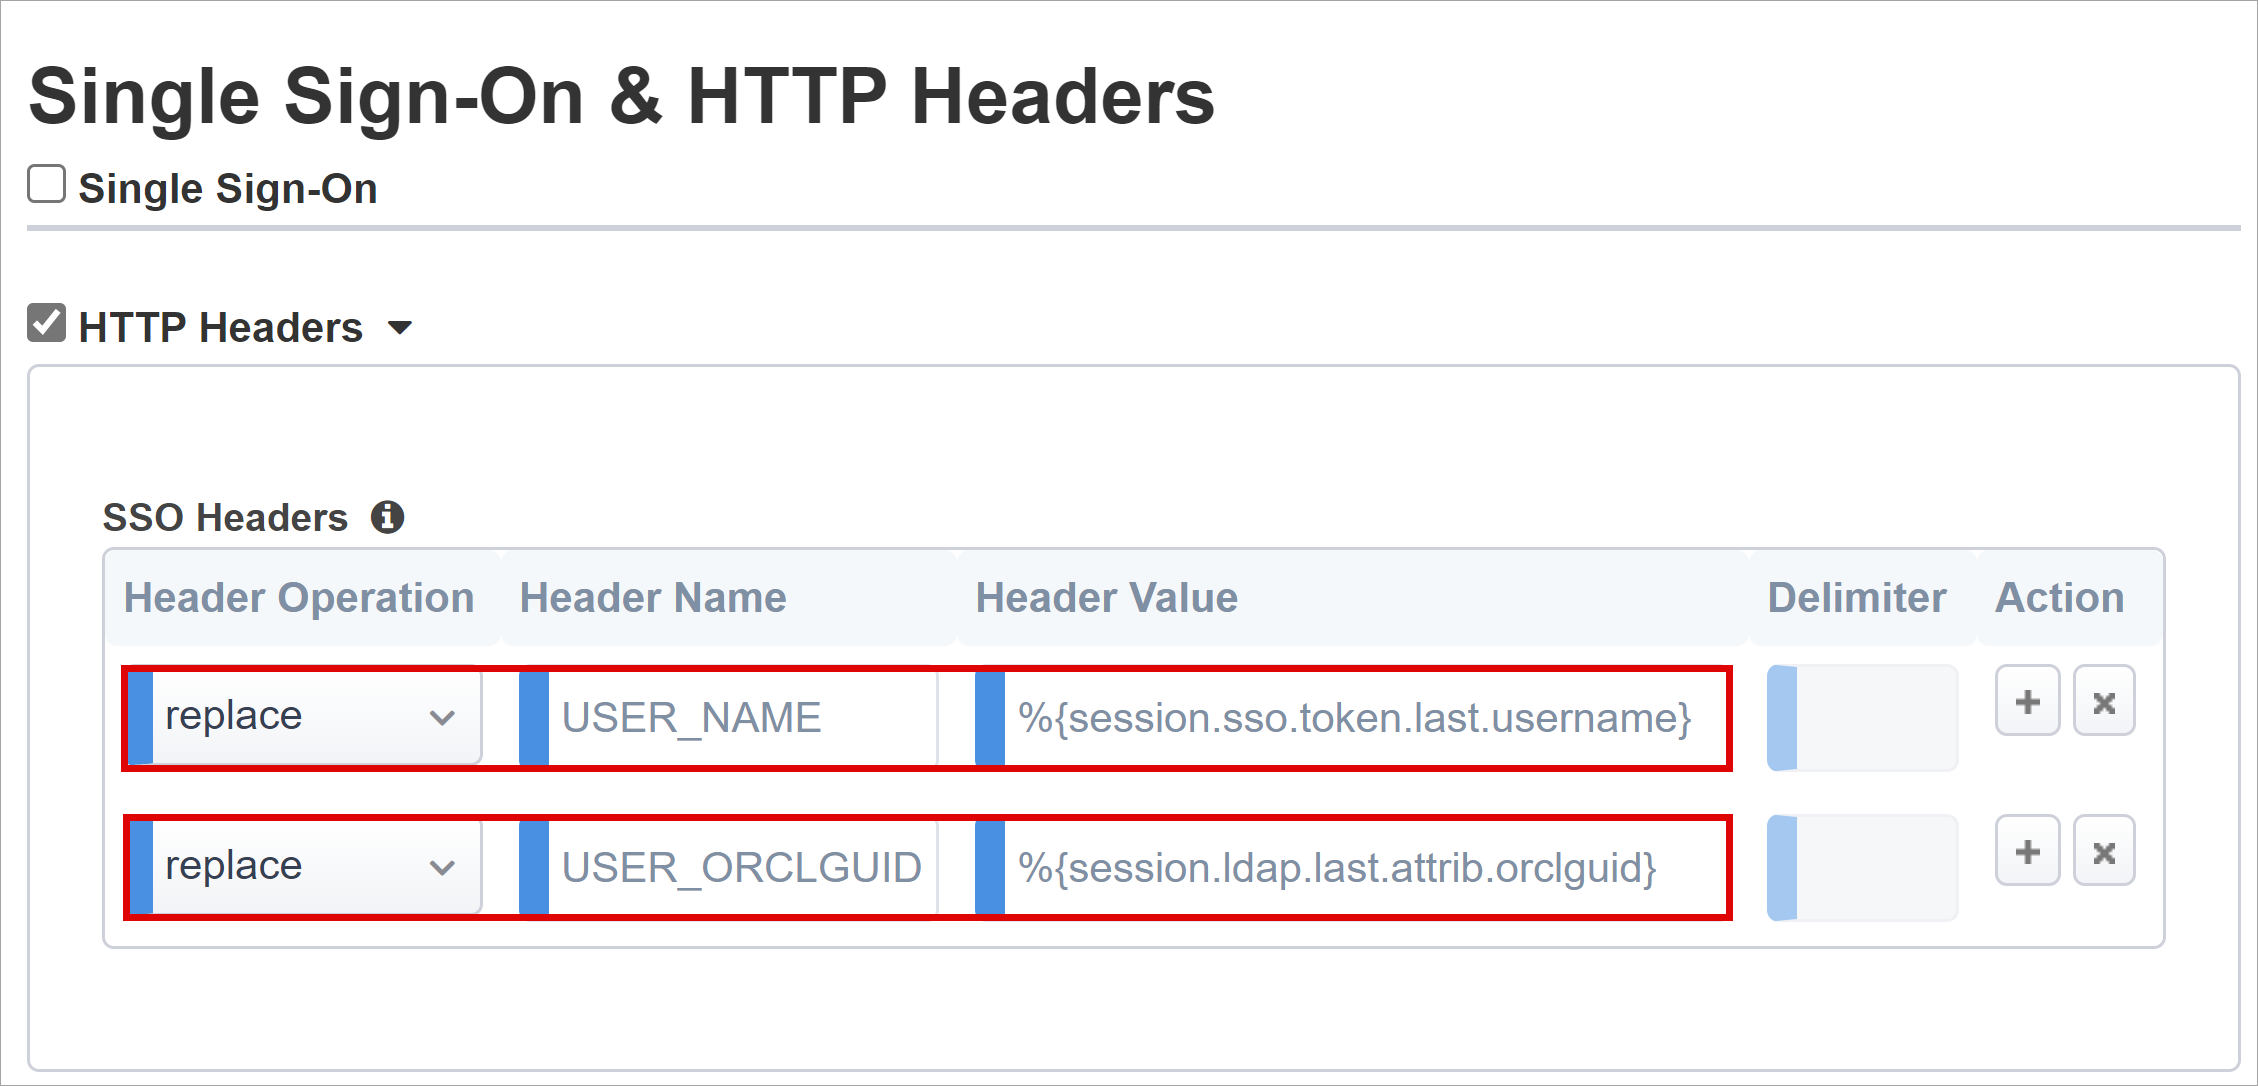 Single Sign-On & HTTP Headers
Single Sign-On
HTTP Headers
SSO Headers
Header Operation Header Name Header Value Delimiter Action
replace USER_NAME %{session.sso.token.last.username}
replace USER_ORCLGUID %{session.ldap.last.attrib.orclguid}